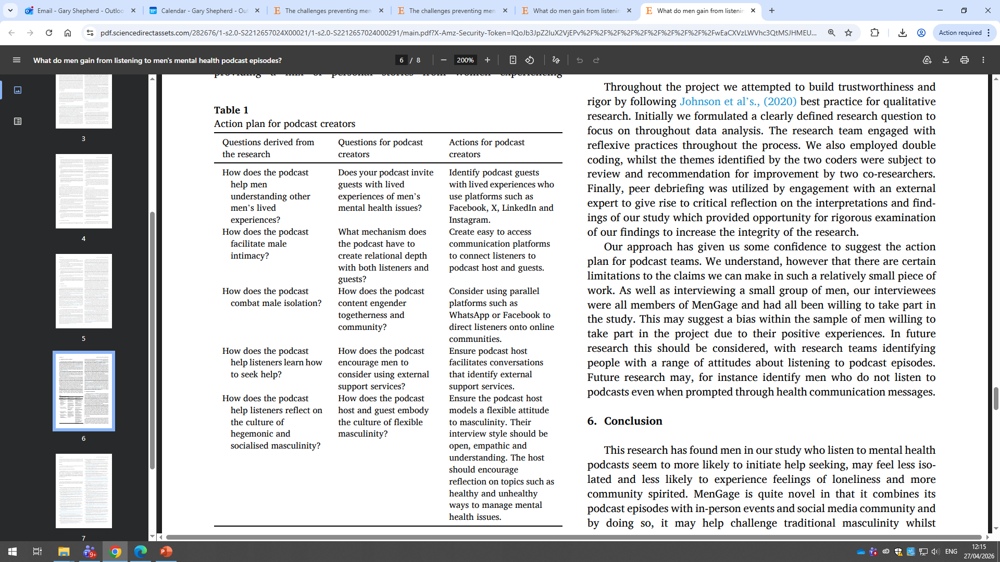 Email - Gary Shepherd - Outloo
Calendar - Gary Shepherd - Out
The challenges preventing men
The challenges preventing men
What do men gain from listenin
What do men gain from listenin
pdf.sciencedirectassets.com/282676/1-s2.0-S2212657024X00021/1-s2.0-S2212657024000291/main.pdf?X-Amz-Security-Token=IQoJb3JpZ2luX2VjEPv%2F%2F%2F%2F%2F%2F%2F%2F%2F%2FwEaCXVzLWVhc3QtMSJHMEU...
Action required
What do men gain from listening to men's mental health podcast episodes?
6 / 8
200%
3
4
5
6
7
providing a mix of personal stories from women experiencing
Table 1
Action plan for podcast creators
Questions derived from
the research
Questions for podcast
creators
Actions for podcast
creators
How does the podcast
help men
understanding other
men's lived
experiences?
Does your podcast invite
guests with lived
experiences of men's
mental health issues?
Identify podcast guests
with lived experiences who
use platforms such as
Facebook, X, LinkedIn and
Instagram.
How does the podcast
facilitate male
intimacy?
What mechanism does
the podcast have to
create relational depth
with both listeners and
guests?
Create easy to access
communication platforms
to connect listeners to
podcast host and guests.
How does the podcast
combat male isolation?
How does the podcast
content engender
togetherness and
community?
Consider using parallel
platforms such as
WhatsApp or Facebook to
direct listeners onto online
communities.
How does the podcast
help listeners learn how
to seek help?
How does the podcast
encourage men to
consider using external
support services?
Ensure podcast host
facilitates conversations
that identify external
support services.
How does the podcast
help listeners reflect on
the culture of
hegemonic and
socialised masculinity?
How does the podcast
host and guest embody
the culture of flexible
masculinity?
Ensure the podcast host
models a flexible attitude
to masculinity. Their
interview style should be
open, empathic and
understanding. The host
should encourage
reflection on topics such as
healthy and unhealthy
ways to manage mental
health issues.
Throughout the project we attempted to build trustworthiness and
rigor by following Johnson et al's., (2020) best practice for qualitative
research. Initially we formulated a clearly defined research question to
focus on throughout data analysis. The research team engaged with
reflexive practices throughout the process. We also employed double
coding, whilst the themes identified by the two coders were subject to
review and recommendation for improvement by two co-researchers.
Finally, peer debriefing was utilized by engagement with an external
expert to give rise to critical reflection on the interpretations and find-
ings of our study which provided opportunity for rigorous examination
of our findings to increase the integrity of the research.
Our approach has given us some confidence to suggest the action
plan for podcast teams. We understand, however that there are certain
limitations to the claims we can make in such a relatively small piece of
work. As well as interviewing a small group of men, our interviewees
were all members of MenGage and had all been willing to take part in
the study. This may suggest a bias within the sample of men willing to
take part in the project due to their positive experiences. In future
research this should be considered, with research teams identifying
people with a range of attitudes about listening to podcast episodes.
Future research may, for instance identify men who do not listen to
podcasts even when prompted through health communication messages.
6. Conclusion
This research has found men in our study who listen to mental health
podcasts seem to more likely to initiate help seeking, may feel less iso-
lated and less likely to experience feelings of loneliness and more
community spirited. MenGage is quite novel in that it combines its
podcast episodes with in-person events and social media community and
by doing so, it may help challenge traditional masculinity whilst
9+
ENG
12:15
27/04/2026